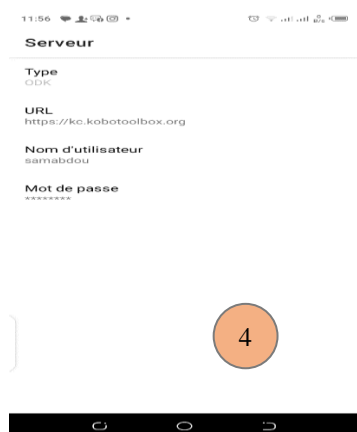 11:56
Serveur
Type
ODK
URL
https://kc.kobotoolbox.org
Nom d'utilisateur
samabdou
Mot de passe
********
4